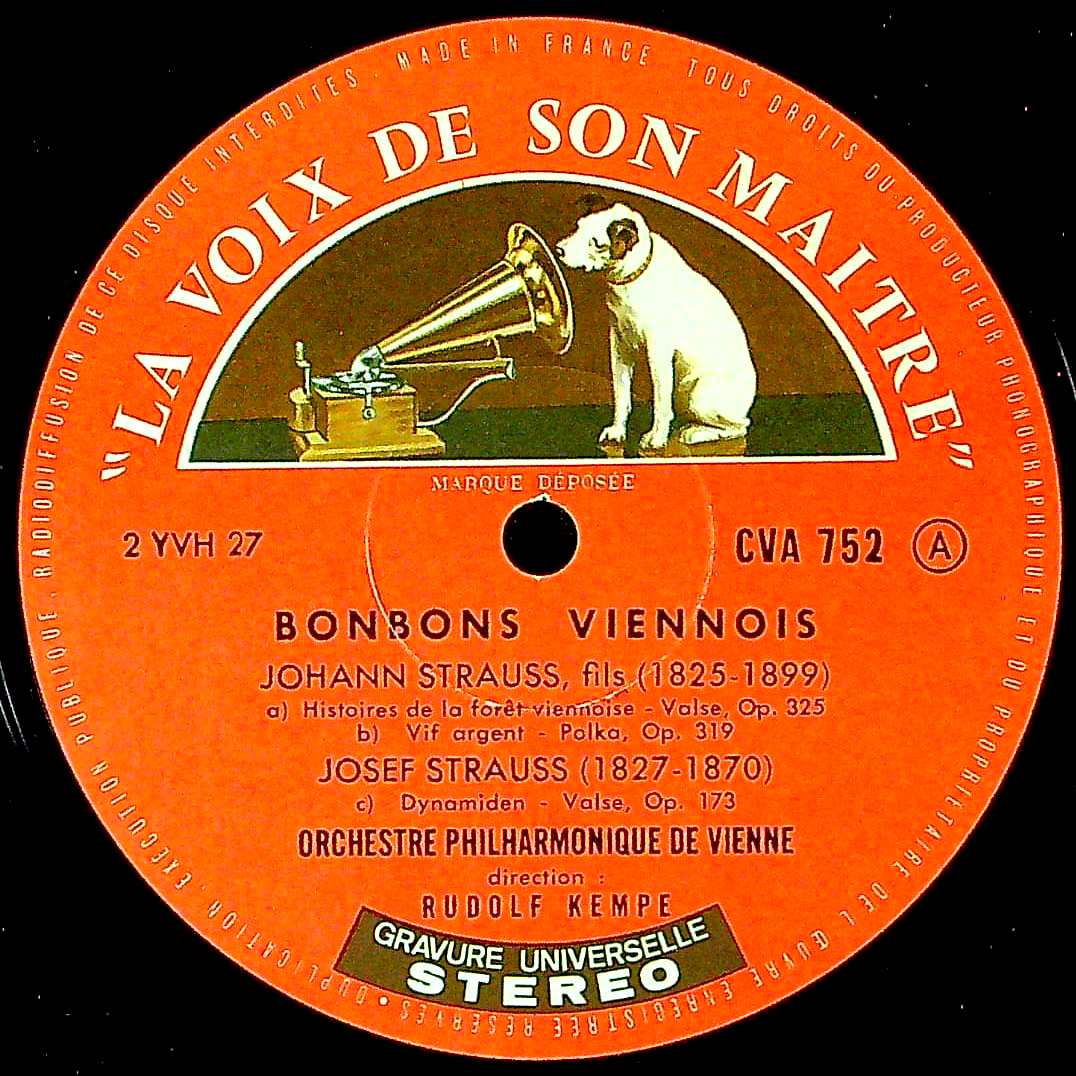 MADE IN FRANCE TOUS DROITS DU PRODUCTEUR PHONOGRAPHIQUE ET DU PROPRIÉTAIRE DE L'ŒUVRE ENREGISTRÉE RÉSERVÉS • DUPLICATION . EXÉCUTION PUBLIQUE . RADIODIFFUSION DE CE DISQUE INTERDITES .
"LA VOIX DE SON MAITRE"
MARQUE DÉPOSÉE
2 YVH 27
CVA 752 A
BONBONS VIENNOIS
JOHANN STRAUSS, fils (1825-1899)
a) Histoires de la forêt viennoise - Valse, Op. 325
b) Vif argent - Polka, Op. 319
JOSEF STRAUSS (1827-1870)
c) Dynamiden - Valse, Op. 173
ORCHESTRE PHILHARMONIQUE DE VIENNE
direction :
RUDOLF KEMPE
GRAVURE UNIVERSELLE
STEREO